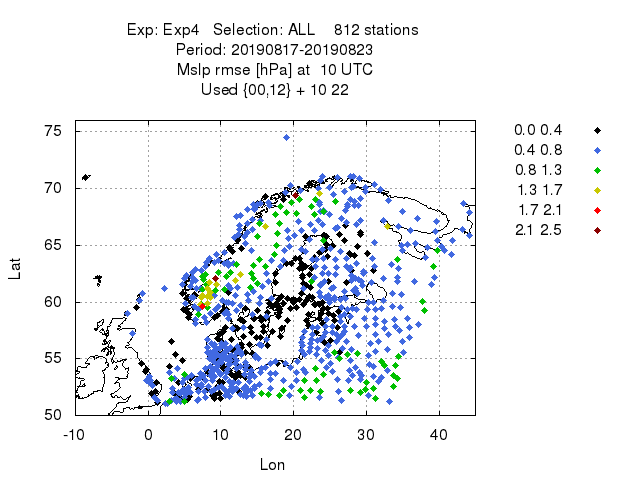 Exp: Exp4   Selection: ALL    812 stations
Period: 20190817-20190823
Mslp rmse [hPa] at  10 UTC
Used {00,12} + 10 22
75
70
65
60
55
50
-10 0 10 20 30 40
Lat
Lon
0.0 0.4
0.4 0.8
0.8 1.3
1.3 1.7
1.7 2.1
2.1 2.5